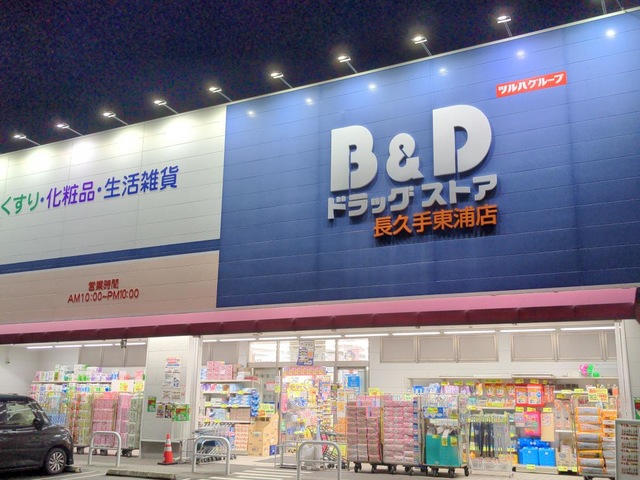 ツルハグループ
B&D
ドラッグ ストア
長久手東浦店
くすり・化粧品・生活雑貨
営業時間
AM10:00~PM10:00